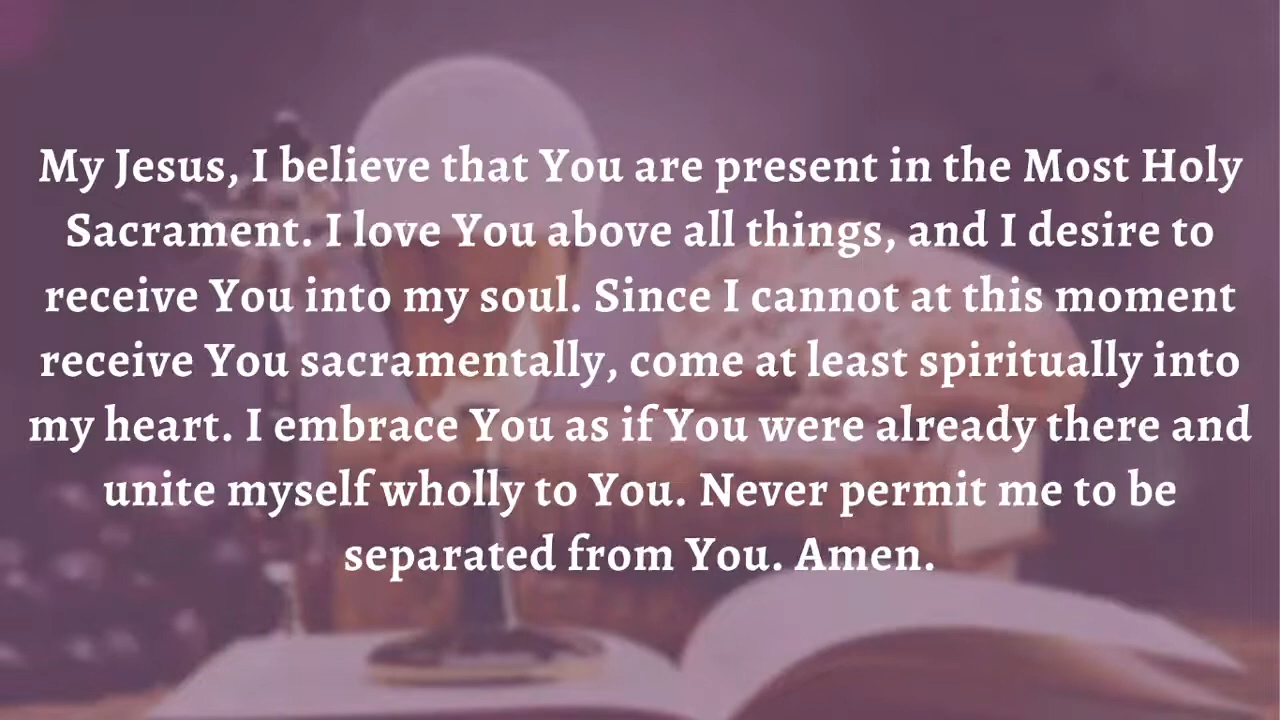 My Jesus, I believe that You are present in the Most Holy
Sacrament. I love You above all things, and I desire to
receive You into my soul. Since I cannot at this moment
receive You sacramentally, come at least spiritually into
my heart. I embrace You as if You were already there and
unite myself wholly to You. Never permit me to be
separated from You. Amen.